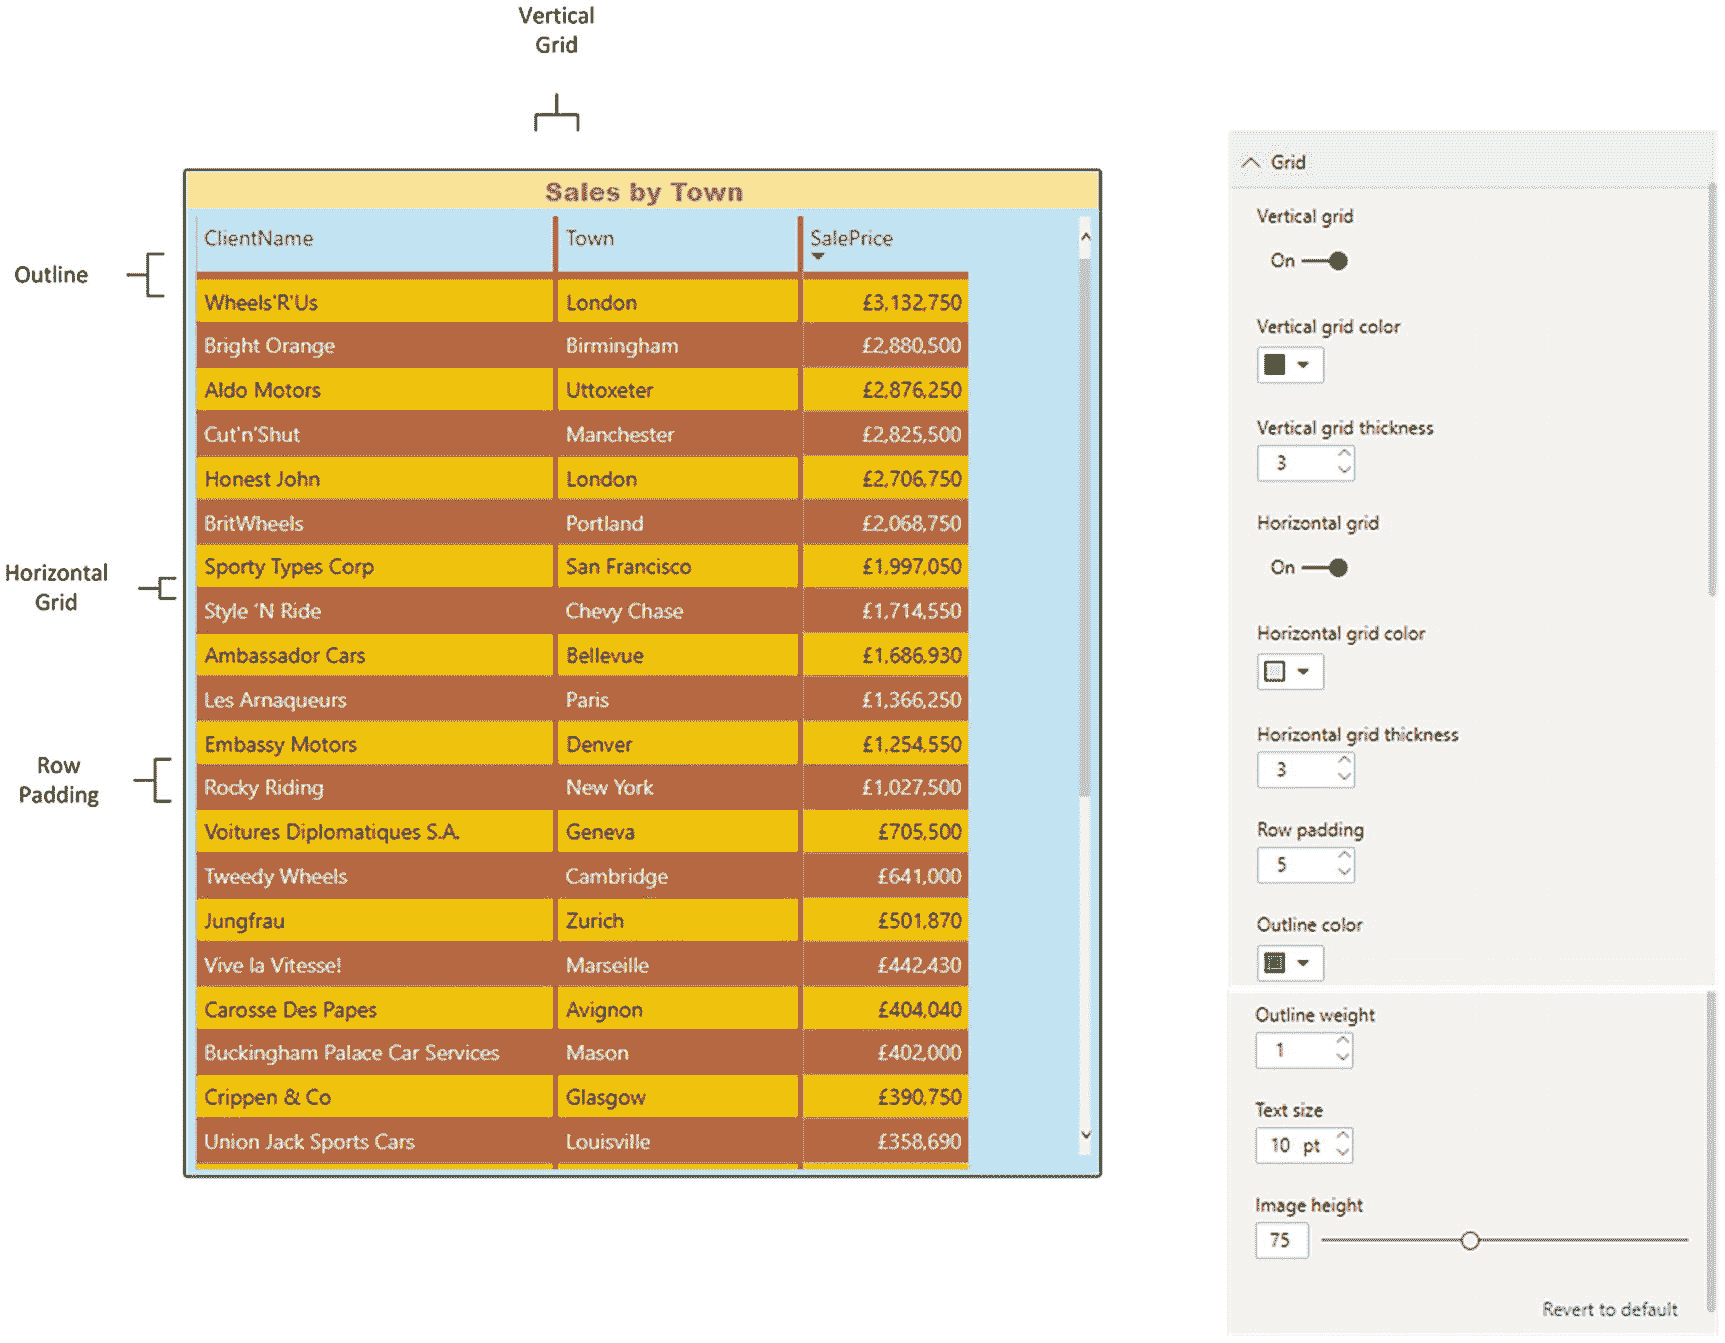 Vertical
Grid
Sales by Town
ClientName Town SalePrice
Outline
Wheels'R'Us London £3,132,750
Bright Orange Birmingham £2,880,500
Aldo Motors Uttoxeter £2,876,250
Cut'n'Shut Manchester £2,825,500
Honest John London £2,706,750
BritWheels Portland £2,068,750
Horizontal
Grid
Sporty Types Corp San Francisco £1,997,050
Style 'N Ride Chevy Chase £1,714,550
Ambassador Cars Bellevue £1,686,930
Les Arnaqueurs Paris £1,366,250
Embassy Motors Denver £1,254,550
Row
Padding
Rocky Riding New York £1,027,500
Voitures Diplomatiques S.A. Geneva £705,500
Tweedy Wheels Cambridge £641,000
Jungfrau Zurich £501,870
Vive la Vitesse! Marseille £442,430
Carosse Des Papes Avignon £404,040
Buckingham Palace Car Services Mason £402,000
Crippen & Co Glasgow £390,750
Union Jack Sports Cars Louisville £358,690
Grid
Vertical grid
On
Vertical grid color
Vertical grid thickness
3
Horizontal grid
On
Horizontal grid color
Horizontal grid thickness
3
Row padding
5
Outline color
Outline weight
1
Text size
10 pt
Image height
75
Revert to default